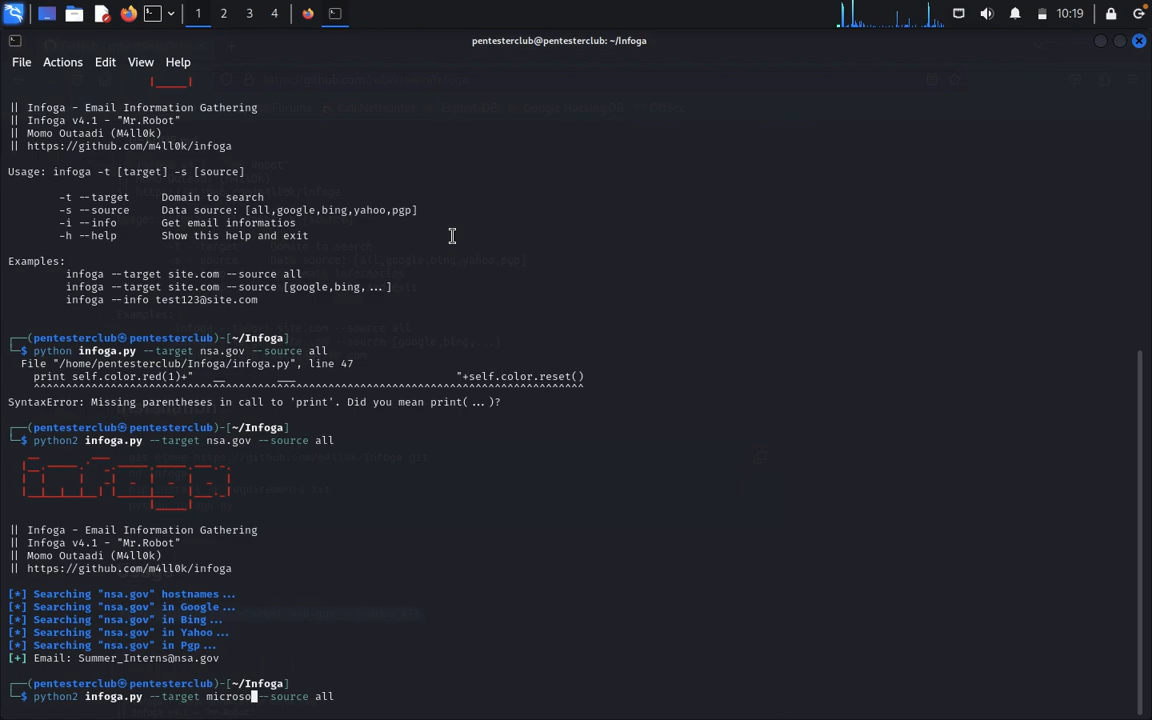 1 2 3 4 10:19
pentesterclub@pentesterclub: ~/Infoga
File Actions Edit View Help
|| Infoga - Email Information Gathering
|| Infoga v4.1 - "Mr.Robot"
|| Momo Outaadi (M4ll0k)
|| https://github.com/m4ll0k/infoga
Usage: infoga -t [target] -s [source]
-t --target Domain to search
-s --source Data source: [all,google,bing,yahoo,pgp]
-i --info Get email informatios
-h --help Show this help and exit
Examples:
infoga --target site.com --source all
infoga --target site.com --source [google,bing,...]
infoga --info test123@site.com
┌──(pentesterclub㉿pentesterclub)-[~/Infoga]
└─$ python infoga.py --target nsa.gov --source all
File "/home/pentesterclub/Infoga/infoga.py", line 47
print self.color.red(1)+" __ ___ "+self.color.reset()
^^^^^^^^^^^^^^^^^^^^^^^^^^^^^^^^^^^^^^^^^^^^^^^^^^^^^^^^^^^^^^^^^^^^^^^^^^^^^
SyntaxError: Missing parentheses in call to 'print'. Did you mean print(...)?
┌──(pentesterclub㉿pentesterclub)-[~/Infoga]
└─$ python2 infoga.py --target nsa.gov --source all
infoga
|| Infoga - Email Information Gathering
|| Infoga v4.1 - "Mr.Robot"
|| Momo Outaadi (M4ll0k)
|| https://github.com/m4ll0k/infoga
[*] Searching "nsa.gov" hostnames...
[*] Searching "nsa.gov" in Google...
[*] Searching "nsa.gov" in Bing...
[*] Searching "nsa.gov" in Yahoo...
[*] Searching "nsa.gov" in Pgp...
[+] Email: Summer_Interns@nsa.gov
┌──(pentesterclub㉿pentesterclub)-[~/Infoga]
└─$ python2 infoga.py --target microso --source all